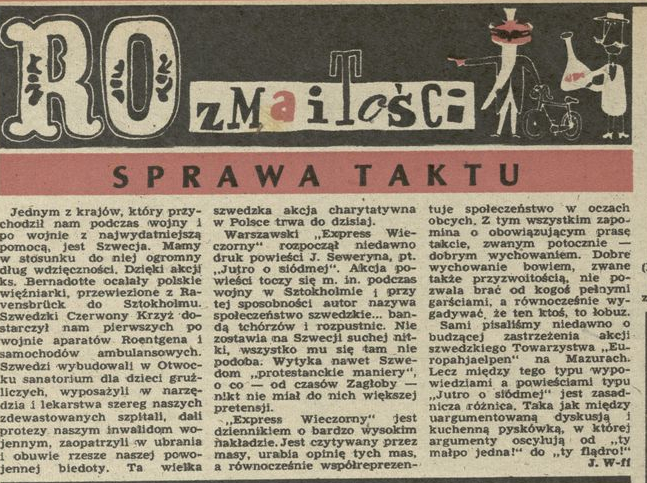 ROZMAITOŚCI
SPRAWA TAKTU
Jednym z krajów, który przy-
chodził nam podczas wojny i
po wojnie z najwydatniejszą
pomocą, jest Szwecja. Mamy
w stosunku do niej ogromny
dług wdzięczności. Dzięki akcji
ks. Bernadotte ocalały polskie
więźniarki, przewiezione z Ra-
vensbrück do Sztokholmu.
Szwedzki Czerwony Krzyż do-
starczył nam pierwszych po
wojnie aparatów Roentgena i
samochodów ambulansowych.
Szwedzi wybudowali w Otwoc-
ku sanatorium dla dzieci gruź-
liczych, wyposażyli w narzę-
dzia i lekarstwa szereg naszych
zdewastowanych szpitali, dali
protezy naszym inwalidom wo-
jennym, zaopatrzyli w ubrania
i obuwie rzesze naszej powo-
jennej biedoty. Ta wielka
szwedzka akcja charytatywna
w Polsce trwa do dzisiaj.
Warszawski „Express Wie-
czorny" rozpoczął niedawno
druk powieści J. Seweryna, pt.
„Jutro o siódmej". Akcja po-
wieści toczy się m. in. podczas
wojny w Sztokholmie i przy
tej sposobności autor nazywa
społeczeństwo szwedzkie... ban-
dą tchórzów i rozpustnic. Nie
zostawia na Szwecji suchej nit-
ki, wszystko mu się tam nie
podoba. Wytyka nawet Szwe-
dom „protestanckie maniery",
o co — od czasów Zagłoby —
nikt nie miał do nich większej
pretensji.
„Express Wieczorny" jest
dziennikiem o bardzo wysokim
nakładzie. Jest czytywany przez
masy, urabia opinię tych mas,
a równocześnie współreprezen-
tuje społeczeństwo w oczach
obcych. Z tym wszystkim zapo-
mina o obowiązującym prasę
takcie, zwanym potocznie —
dobrym wychowaniem. Dobre
wychowanie bowiem, zwane
także przyzwoitością, nie po-
zwala brać od kogoś pełnymi
garściami, a równocześnie wy-
gadywać, że ten ktoś, to łobuz.
Sami pisaliśmy niedawno o
budzącej zastrzeżenia akcji
szwedzkiego Towarzystwa „Eu-
ropahjaelpen" na Mazurach.
Lecz między tego typu wypo-
wiedziami a powieściami typu
„Jutro o siódmej" jest zasad-
nicza różnica. Taka jak między
uargumentowaną dyskusją i
kuchenną pyskówką, w której
argumenty oscylują od „ty
małpo jedna!" do „ty flądro!"
J. W-ff